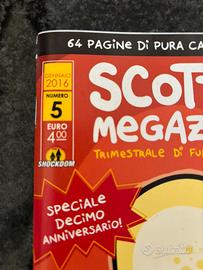 64 PAGINE DI PURA CA
GENNAIO
2016
NUMERO
5
EURO
4,00
SHOCKDOM
SCOT
MEGAZ
TRIMESTRALE DI FU
SPECIALE
DECIMO
ANNIVERSARIO!